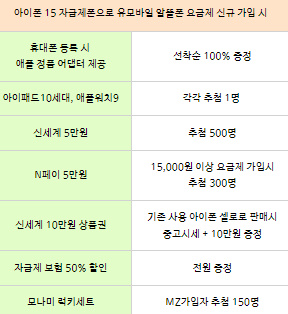 아이폰 15 자급제폰으로 유모바일 알뜰폰 요금제 신규 가입 시
휴대폰 등록 시
애플 정품 어댑터 제공
선착순 100% 증정
아이패드10세대, 애플워치9
각각 추첨 1명
신세계 5만원
추첨 500명
N페이 5만원
15,000원 이상 요금제 가입시
추첨 300명
신세계 10만원 상품권
기존 사용 아이폰 셀로로 판매시
중고시세 + 10만원 증정
자급제 보험 50% 할인
전원 증정
모나미 럭키세트
MZ가입자 추첨 150명